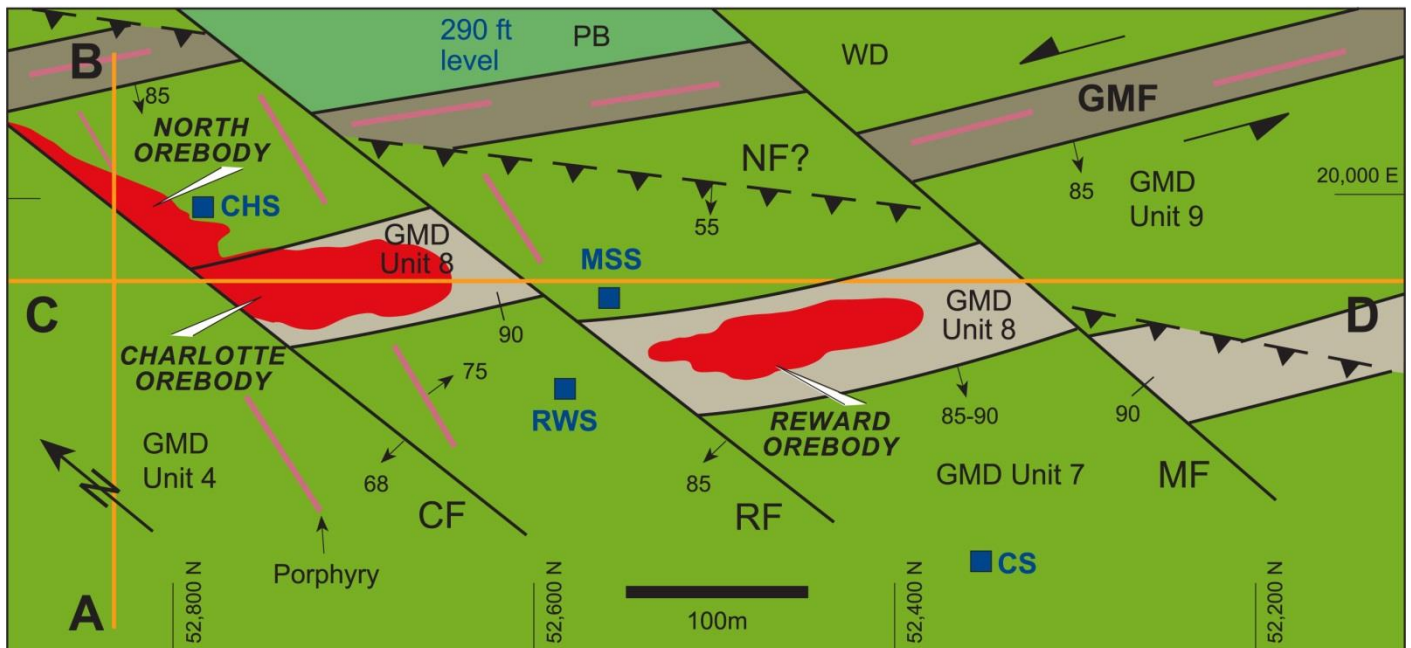 290 ft
level
PB
WD
B
GMF
85
NORTH
OREBODY
NF?
CHS
85
GMD
Unit 9
20,000 E
55
GMD
Unit 8
MSS
C
GMD
Unit 8
D
CHARLOTTE
OREBODY
90
75
RWS
REWARD
OREBODY
85-90
90
GMD
Unit 4
N
68
CF
85
RF
GMD Unit 7
MF
Porphyry
CS
A
52,800 N
52,600 N
100m
52,400 N
52,200 N